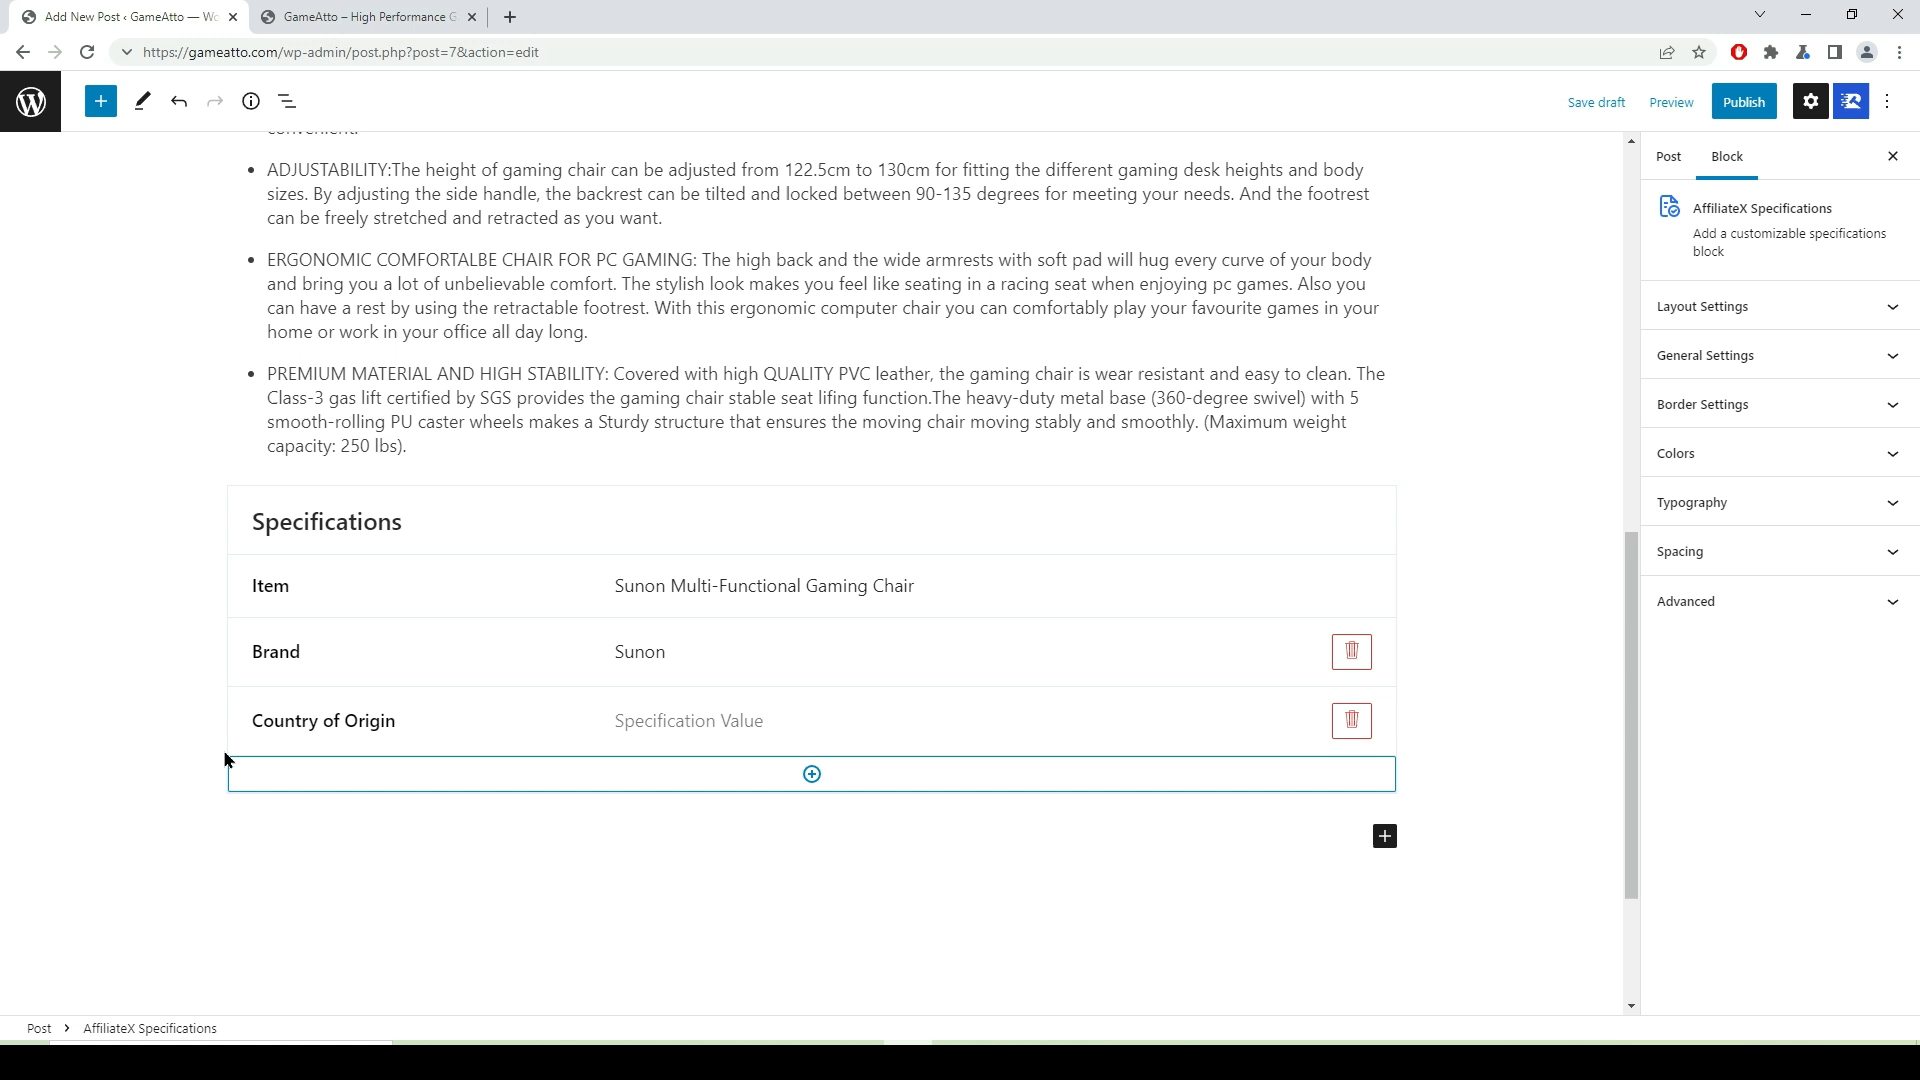 Add New Post ‹ GameAtto — Wo
GameAtto – High Performance G
https://gameatto.com/wp-admin/post.php?post=7&action=edit
Save draft
Preview
Publish
convenient.
• ADJUSTABILITY:The height of gaming chair can be adjusted from 122.5cm to 130cm for fitting the different gaming desk heights and body
sizes. By adjusting the side handle, the backrest can be tilted and locked between 90-135 degrees for meeting your needs. And the footrest
can be freely stretched and retracted as you want.
• ERGONOMIC COMFORTALBE CHAIR FOR PC GAMING: The high back and the wide armrests with soft pad will hug every curve of your body
and bring you a lot of unbelievable comfort. The stylish look makes you feel like seating in a racing seat when enjoying pc games. Also you
can have a rest by using the retractable footrest. With this ergonomic computer chair you can comfortably play your favourite games in your
home or work in your office all day long.
• PREMIUM MATERIAL AND HIGH STABILITY: Covered with high QUALITY PVC leather, the gaming chair is wear resistant and easy to clean. The
Class-3 gas lift certified by SGS provides the gaming chair stable seat lifing function.The heavy-duty metal base (360-degree swivel) with 5
smooth-rolling PU caster wheels makes a Sturdy structure that ensures the moving chair moving stably and smoothly. (Maximum weight
capacity: 250 lbs).
Specifications
Item Sunon Multi-Functional Gaming Chair
Brand Sunon
Country of Origin Specification Value
Post Block
AffiliateX Specifications
Add a customizable specifications
block
Layout Settings
General Settings
Border Settings
Colors
Typography
Spacing
Advanced
Post › AffiliateX Specifications